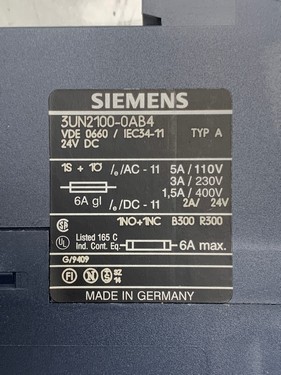 SIEMENS
3UN2100-0AB4
VDE 0660 / IEC34-11 TYP A
24V DC
1S + 1Ö /AC - 11 5A / 110V
3A / 230V
6A gl 1,5A / 400V
/DC - 11 2A / 24V
1NO+1NC B300 R300
Listed 165 C
Ind. Cont. Eq. 6A max.
G/9409
MADE IN GERMANY